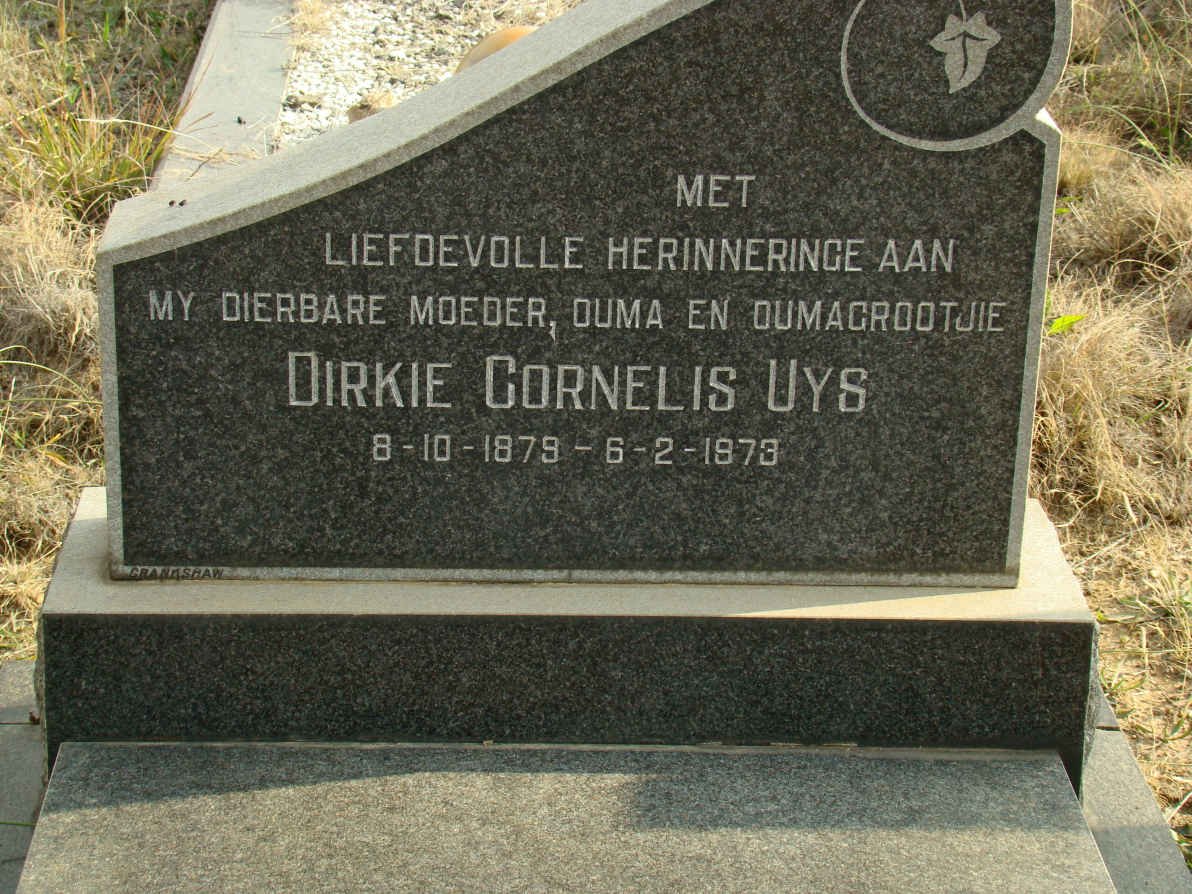 MET
LIEFDEVOLLE HERINNERINGE AAN
MY DIERBARE MOEDER, OUMA EN OUMAGROOTJIE
DIRKIE CORNELIS UYS
8-10-1879-6-2-1973
CRANKSHAW